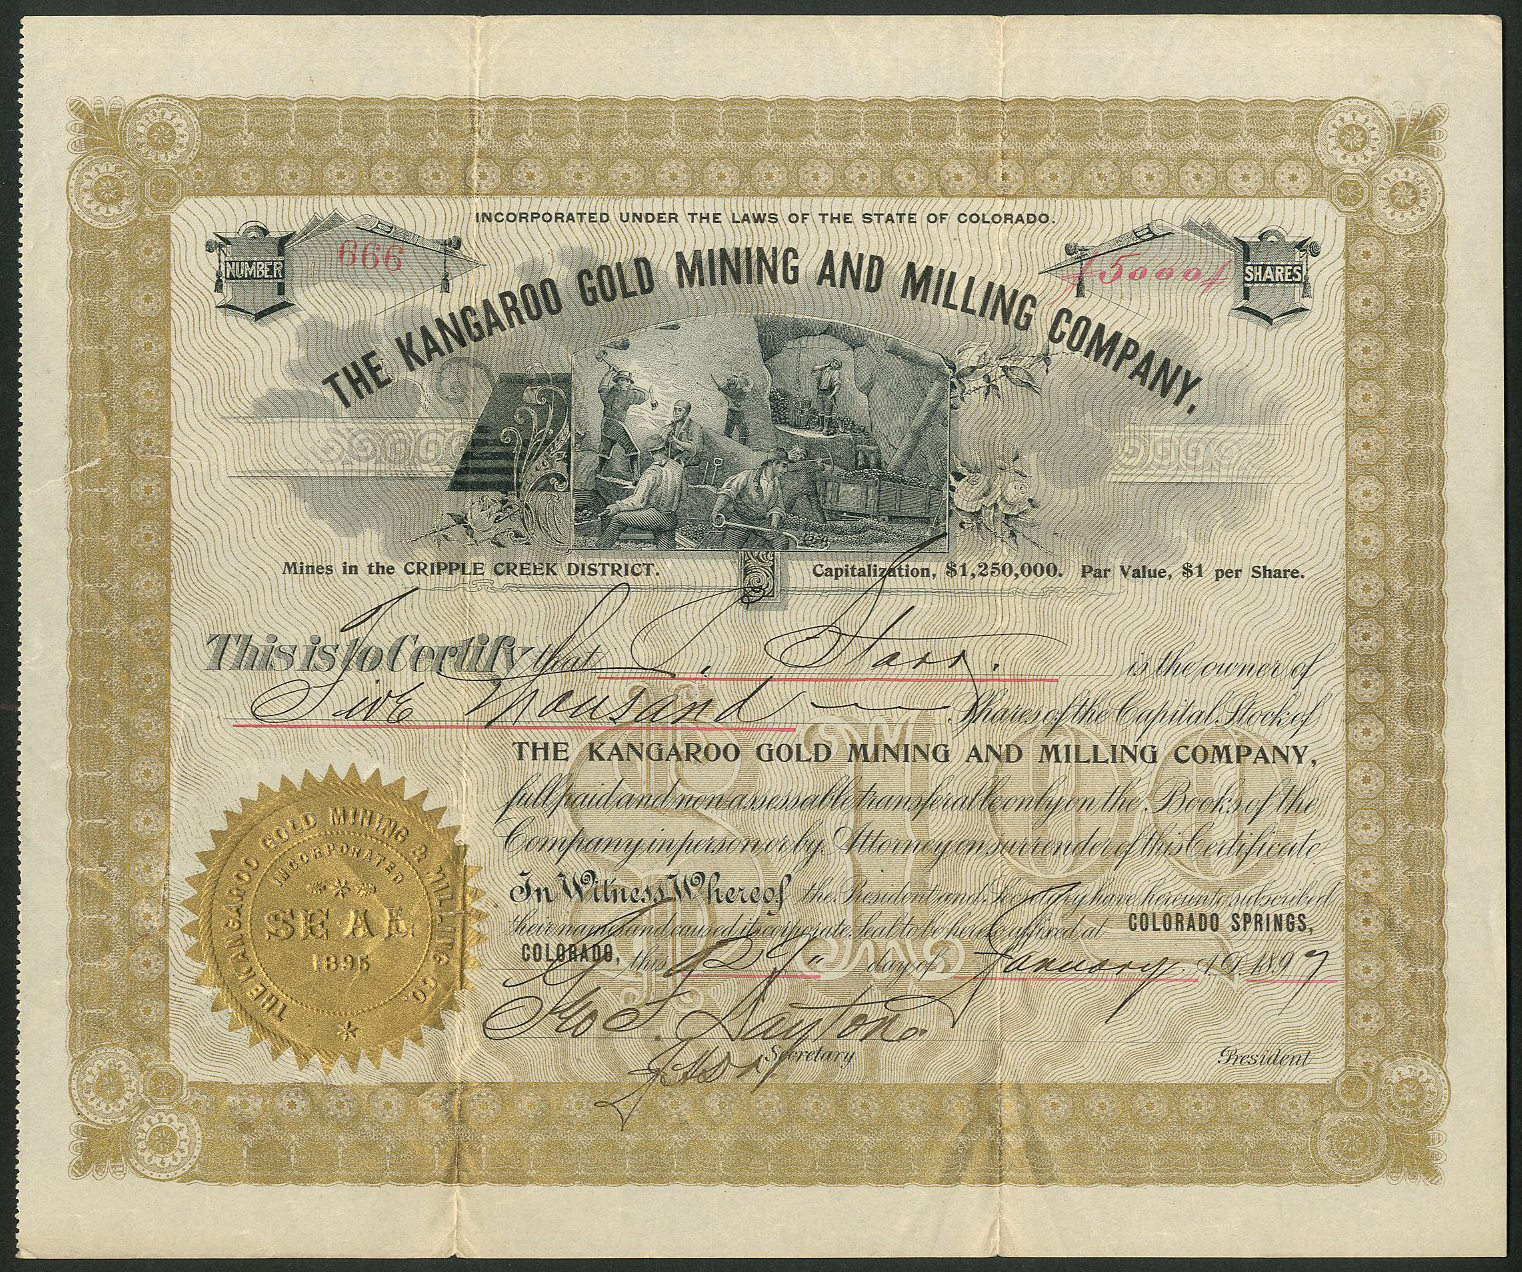 INCORPORATED UNDER THE LAWS OF THE STATE OF COLORADO.
NUMBER 666
ƒ5000ƒ SHARES
THE KANGAROO GOLD MINING AND MILLING COMPANY.
Mines in the CRIPPLE CREEK DISTRICT.
Capitalization, $1,250,000. Par Value, $1 per Share.
This is to Certify that Starr. is the owner of
Five Thousand Shares of the Capital Stock of
THE KANGAROO GOLD MINING AND MILLING COMPANY,
full paid and non assessable transferable only on the Books of the
Company in person or by Attorney on surrender of this Certificate
In Witness Whereof the President and Secretary have hereunto subscribed
their names and caused its corporate seal to be hereto affixed at COLORADO SPRINGS,
COLORADO, this day of January A.D. 1897
Geo F. Dayton
Secretary
President
$100
THE KANGAROO GOLD MINING & MILLING CO.
INCORPORATED
SEAL
1895